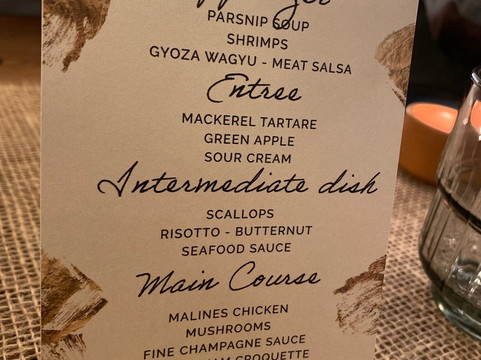 PARSNIP SOUP
SHRIMPS
GYOZA WAGYU - MEAT SALSA
Entree
MACKEREL TARTARE
GREEN APPLE
SOUR CREAM
Intermediate dish
SCALLOPS
RISOTTO - BUTTERNUT
SEAFOOD SAUCE
Main Course
MALINES CHICKEN
MUSHROOMS
FINE CHAMPAGNE SAUCE
CROQUETTE